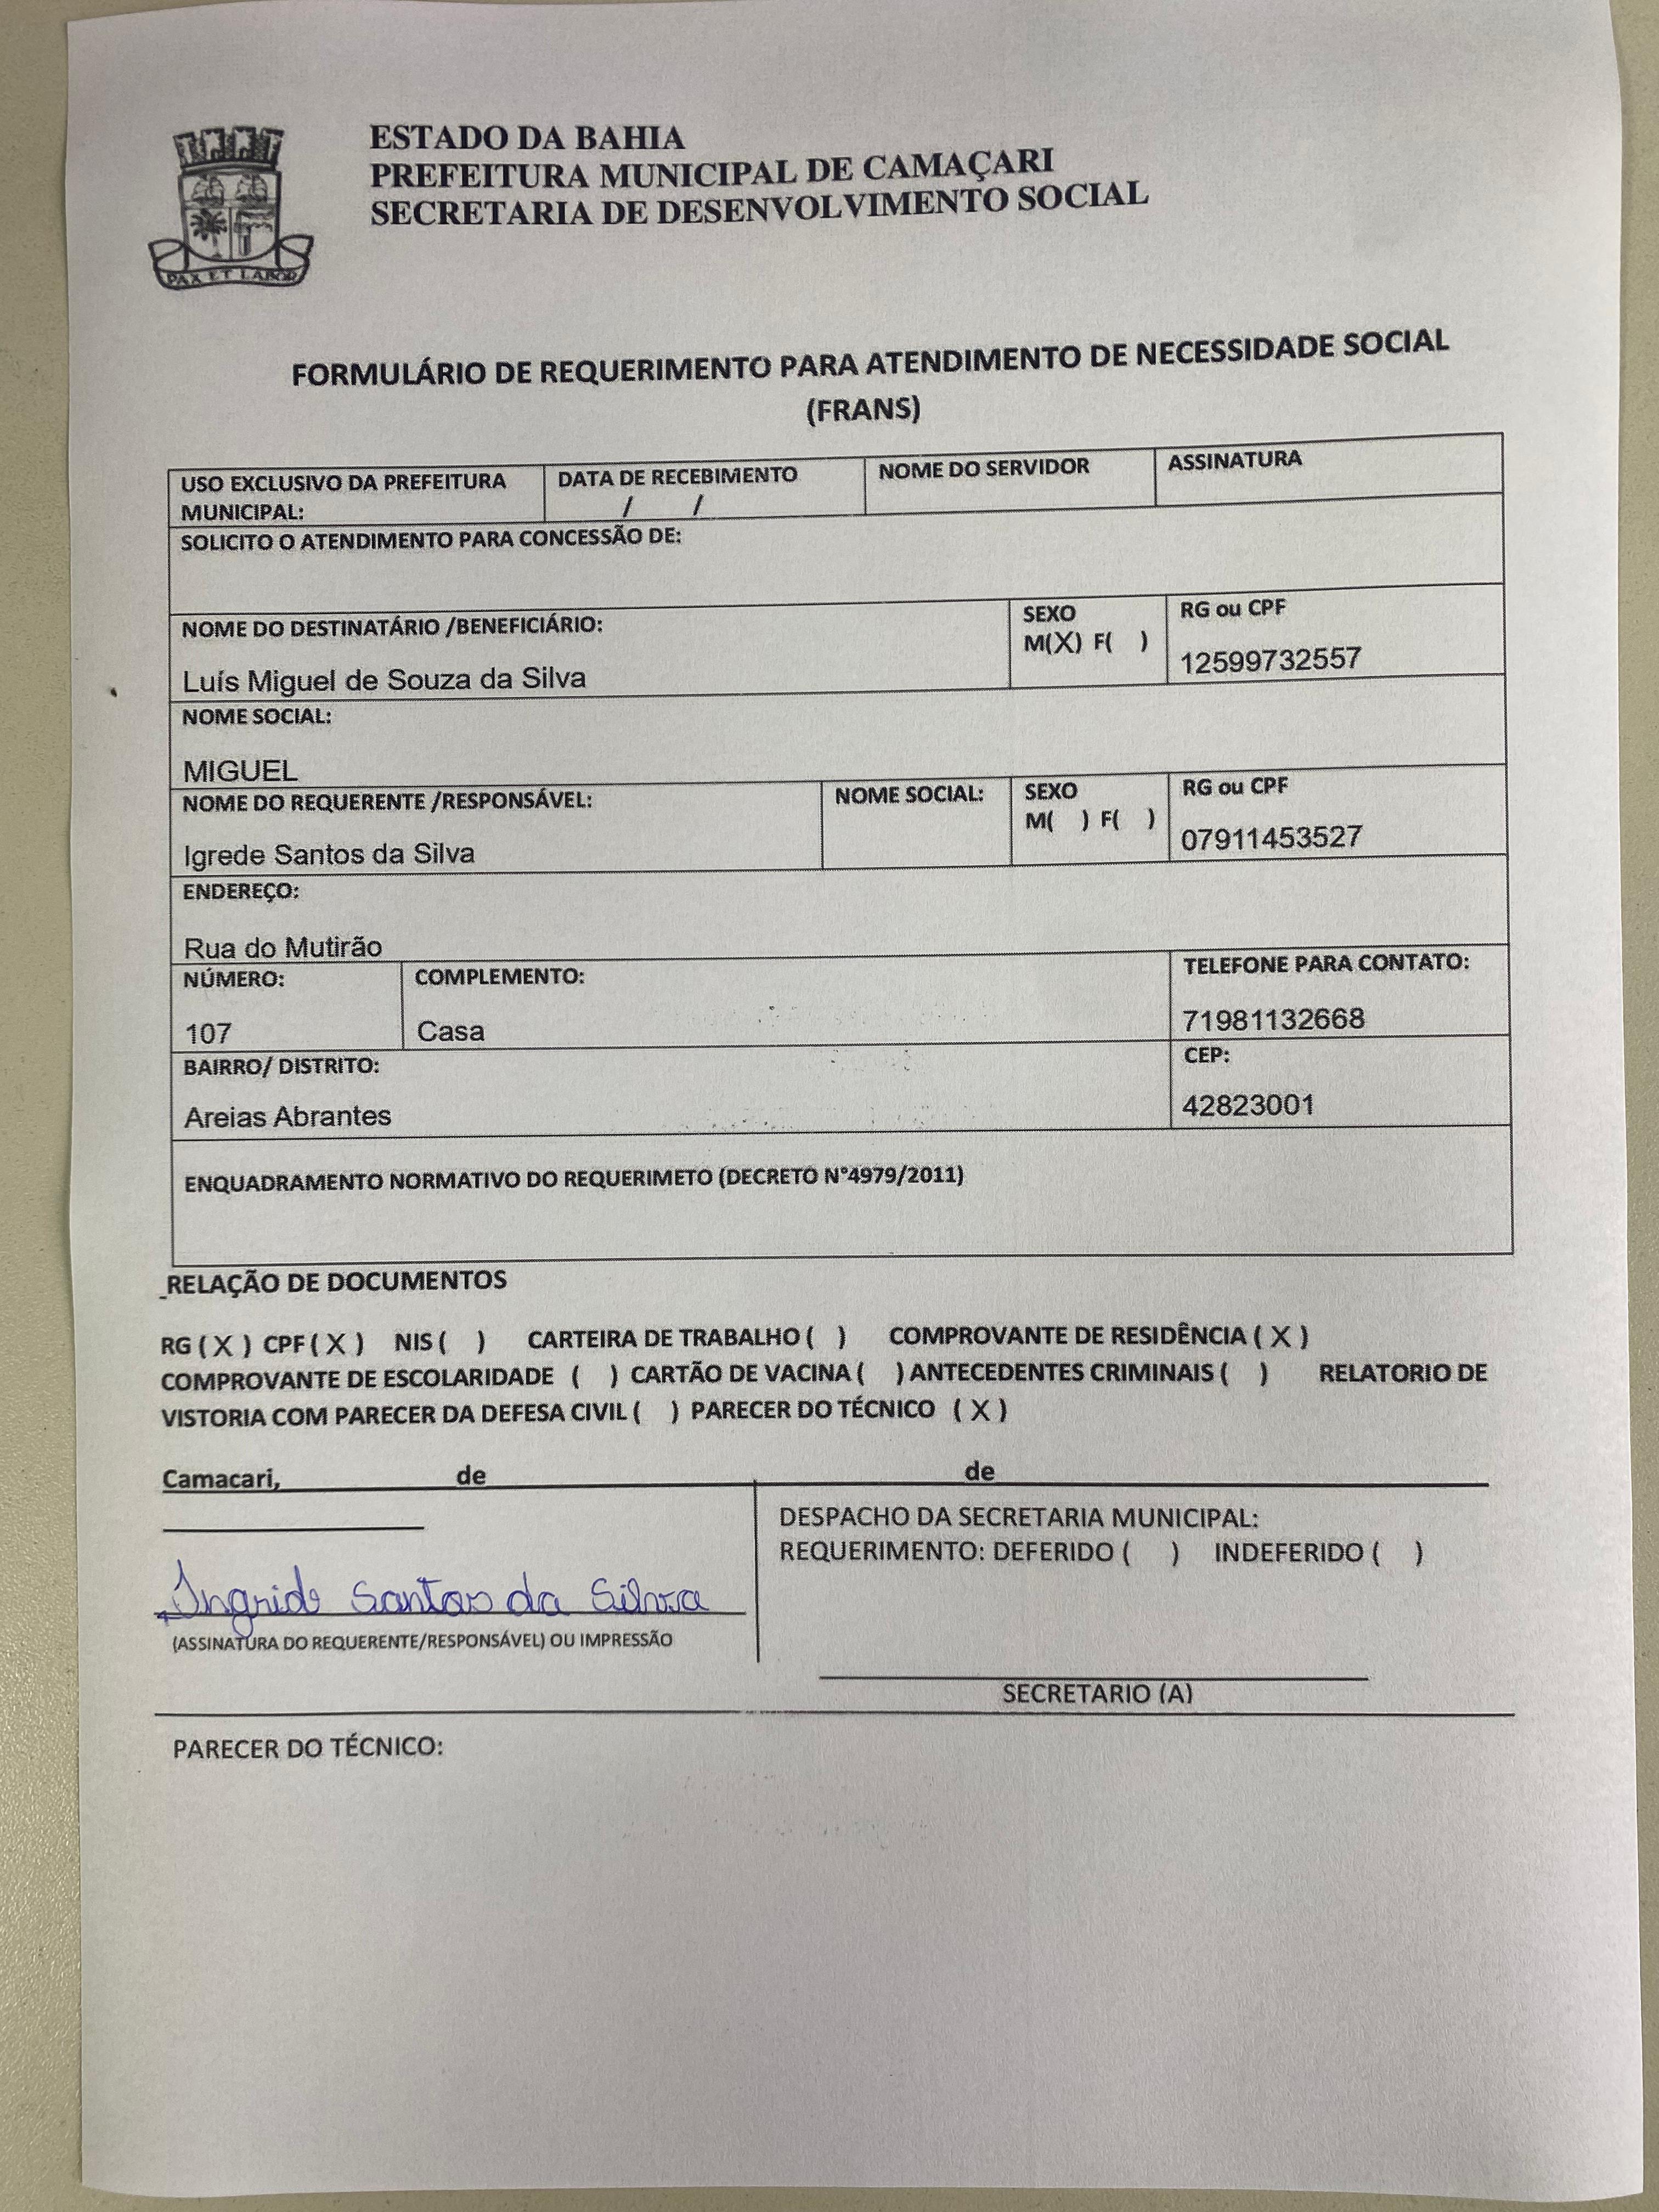 ESTADO DA BAHIA
PREFEITURA MUNICIPAL DE CAMAÇARI
SECRETARIA DE DESENVOLVIMENTO SOCIAL
PAX ET LABOR
FORMULÁRIO DE REQUERIMENTO PARA ATENDIMENTO DE NECESSIDADE SOCIAL
(FRANS)
USO EXCLUSIVO DA PREFEITURA MUNICIPAL:
DATA DE RECEBIMENTO
/ /
NOME DO SERVIDOR
ASSINATURA
SOLICITO O ATENDIMENTO PARA CONCESSÃO DE:
NOME DO DESTINATÁRIO /BENEFICIÁRIO:
Luís Miguel de Souza da Silva
SEXO
M(X) F( )
RG ou CPF
12599732557
NOME SOCIAL:
MIGUEL
NOME DO REQUERENTE /RESPONSÁVEL:
Igrede Santos da Silva
NOME SOCIAL:
SEXO
M( ) F( )
RG ou CPF
07911453527
ENDEREÇO:
Rua do Mutirão
NÚMERO:
107
COMPLEMENTO:
Casa
TELEFONE PARA CONTATO:
71981132668
BAIRRO/ DISTRITO:
Areias Abrantes
CEP:
42823001
ENQUADRAMENTO NORMATIVO DO REQUERIMETO (DECRETO N°4979/2011)
RELAÇÃO DE DOCUMENTOS
RG ( X ) CPF ( X ) NIS ( ) CARTEIRA DE TRABALHO ( ) COMPROVANTE DE RESIDÊNCIA ( X )
COMPROVANTE DE ESCOLARIDADE ( ) CARTÃO DE VACINA ( ) ANTECEDENTES CRIMINAIS ( ) RELATORIO DE
VISTORIA COM PARECER DA DEFESA CIVIL ( ) PARECER DO TÉCNICO ( X )
Camacari, de de
Ingride Santos da Silva
(ASSINATURA DO REQUERENTE/RESPONSÁVEL) OU IMPRESSÃO
DESPACHO DA SECRETARIA MUNICIPAL:
REQUERIMENTO: DEFERIDO ( ) INDEFERIDO ( )
SECRETARIO (A)
PARECER DO TÉCNICO: